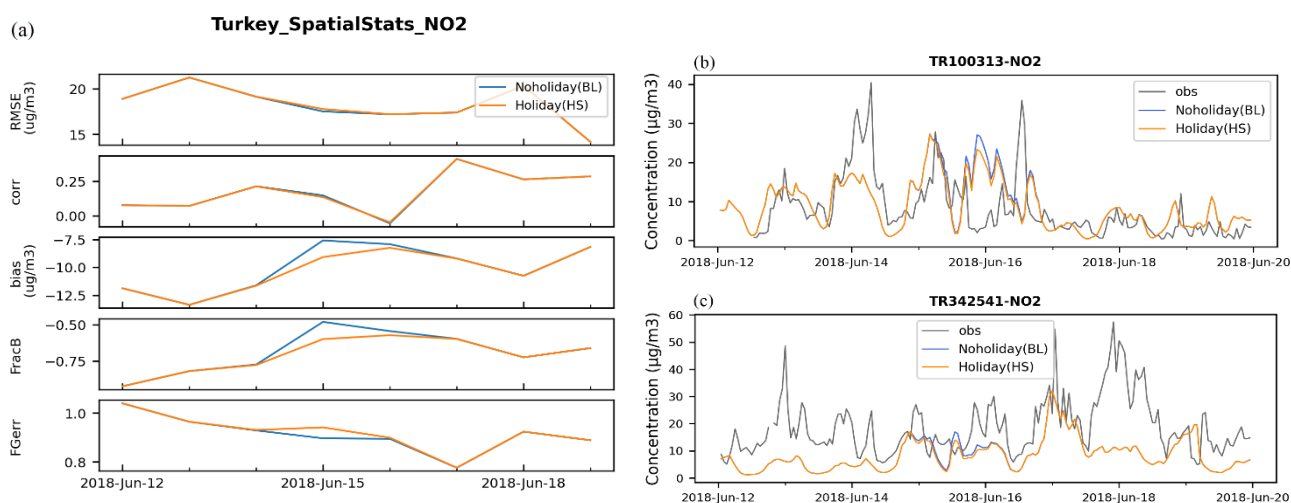 (a)
Turkey_SpatialStats_NO2
20
15
RMSE
(ug/m3)
Noholiday(BL)
Holiday(HS)
0.25
0.00
corr
−7.5
−10.0
−12.5
bias
(ug/m3)
−0.50
−0.75
FracB
1.0
0.8
FGerr
2018-Jun-12
2018-Jun-15
2018-Jun-18
(b)
TR100313-NO2
Concentration (μg/m3)
40
30
20
10
0
obs
Noholiday(BL)
Holiday(HS)
2018-Jun-12
2018-Jun-14
2018-Jun-16
2018-Jun-18
2018-Jun-20
(c)
TR342541-NO2
Concentration (μg/m3)
60
50
40
30
20
10
0
obs
Noholiday(BL)
Holiday(HS)
2018-Jun-12
2018-Jun-14
2018-Jun-16
2018-Jun-18
2018-Jun-20